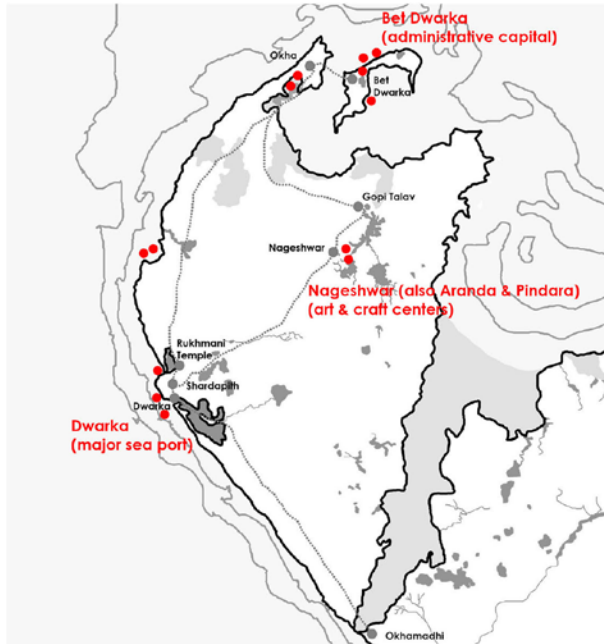 Bet Dwarka
(administrative capital)
Okha
Bet
Dwarka
Gopi Talav
Nageshwar
Nageshwar (also Aranda & Pindara)
(art & craft centers)
Rukhmani
Temple
Shardapith
Dwarka
Dwarka
(major sea port)
Okhamadhi